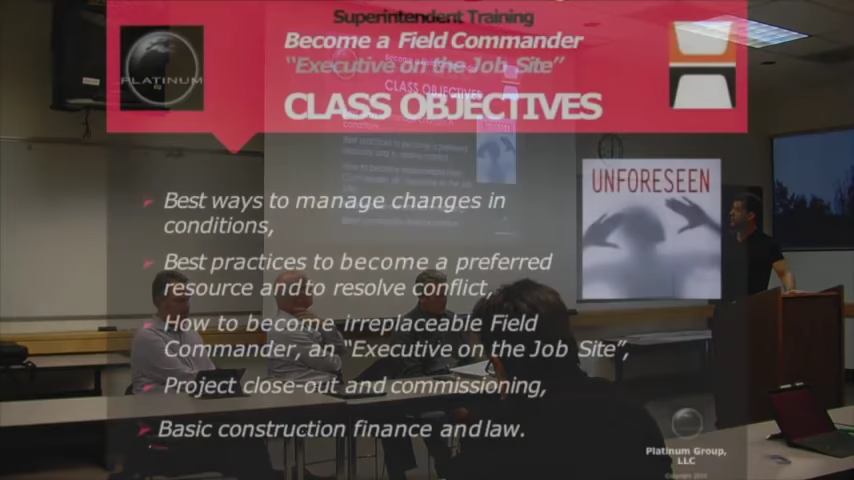 Superintendent Training
Become a Field Commander
“Executive on the Job Site”
CLASS OBJECTIVES
PLATINUM
UNFORESEEN
Best ways to manage changes in
conditions,
Best practices to become a preferred
resource and to resolve conflict,
How to become irreplaceable Field
Commander, an “Executive on the Job Site”,
Project close-out and commissioning,
Basic construction finance and law.
Platinum Group,
LLC
CLASS OBJECTIVES